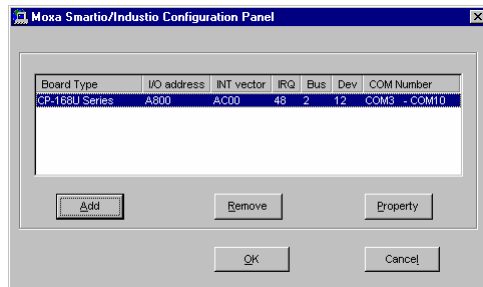 Moxa Smartio/Industio Configuration Panel
Board Type I/O address INT vector IRQ Bus Dev COM Number
CP-168U Series A800 AC00 48 2 12 COM3 - COM10
Add Remove Property
OK Cancel